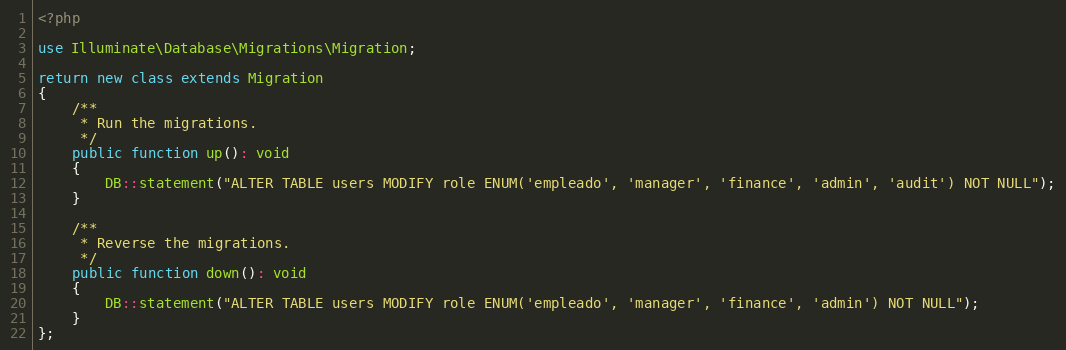 1 <?php
2
3 use Illuminate\Database\Migrations\Migration;
4
5 return new class extends Migration
6 {
7     /**
8      * Run the migrations.
9      */
10     public function up(): void
11     {
12         DB::statement("ALTER TABLE users MODIFY role ENUM('empleado', 'manager', 'finance', 'admin', 'audit') NOT NULL");
13     }
14
15     /**
16      * Reverse the migrations.
17      */
18     public function down(): void
19     {
20         DB::statement("ALTER TABLE users MODIFY role ENUM('empleado', 'manager', 'finance', 'admin') NOT NULL");
21     }
22 };